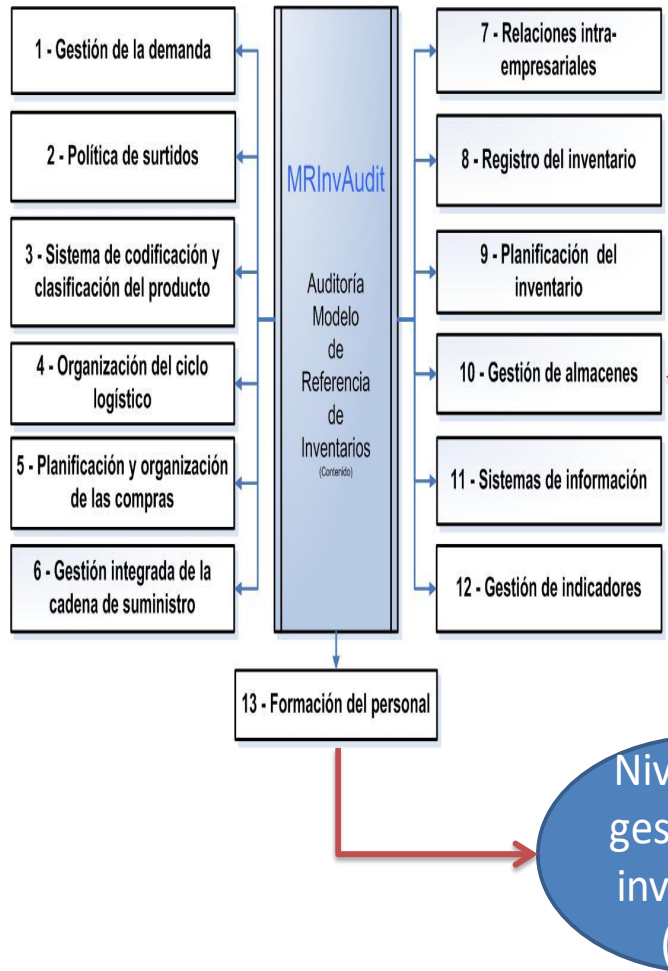 1 - Gestión de la demanda
2 - Política de surtidos
3 - Sistema de codificación y
clasificación del producto
4 - Organización del ciclo
logístico
5 - Planificación y organización
de las compras
6 - Gestión integrada de la
cadena de suministro
MRInvAudit
Auditoría
Modelo
de
Referencia
de
Inventarios
(Contenido)
7 - Relaciones intra-
empresariales
8 - Registro del inventario
9 - Planificación del
inventario
10 - Gestión de almacenes
11 - Sistemas de información
12 - Gestión de indicadores
13 - Formación del personal